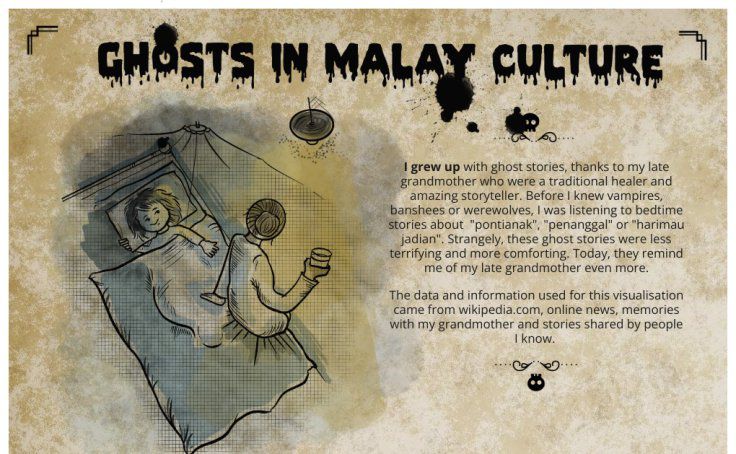 GHOSTS IN MALAY CULTURE
I grew up with ghost stories, thanks to my late
grandmother who were a traditional healer and
amazing storyteller. Before I knew vampires,
banshees or werewolves, I was listening to bedtime
stories about "pontianak", "penanggal" or "harimau
jadian". Strangely, these ghost stories were less
terrifying and more comforting. Today, they remind
me of my late grandmother even more.
The data and information used for this visualisation
came from wikipedia.com, online news, memories
with my grandmother and stories shared by people
I know.